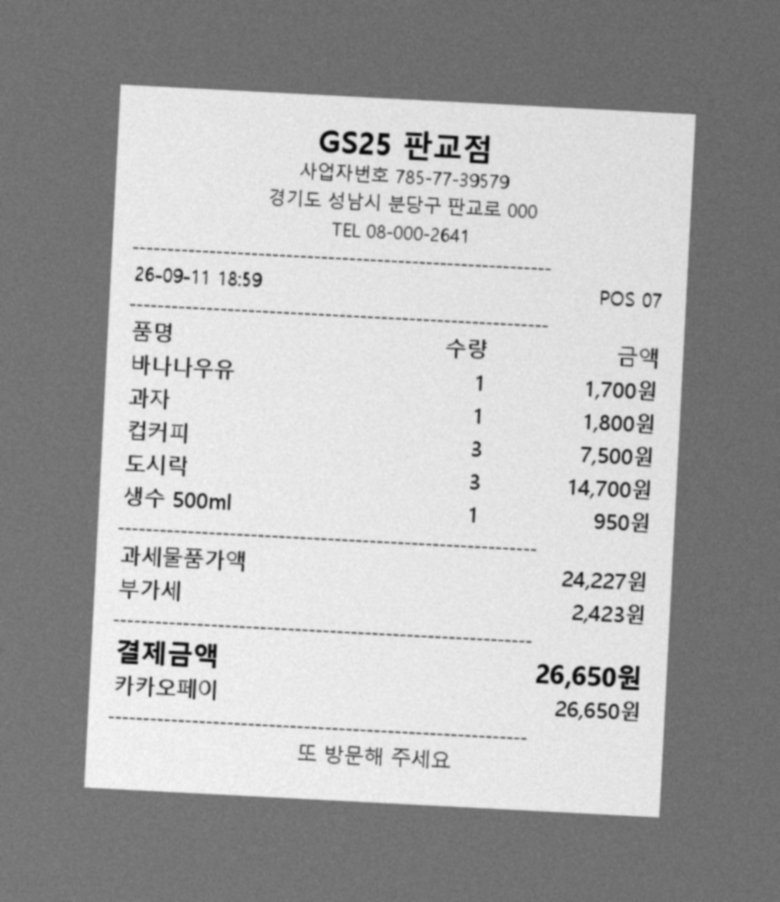 GS25 판교점
사업자번호 785-77-39579
경기도 성남시 분당구 판교로 000
TEL 08-000-2641
26-09-11 18:59 POS 07
품명 수량 금액
바나나우유 1 1,700원
과자 1 1,800원
컵커피 3 7,500원
도시락 3 14,700원
생수 500ml 1 950원
과세물품가액 24,227원
부가세 2,423원
결제금액 26,650원
카카오페이 26,650원
또 방문해 주세요